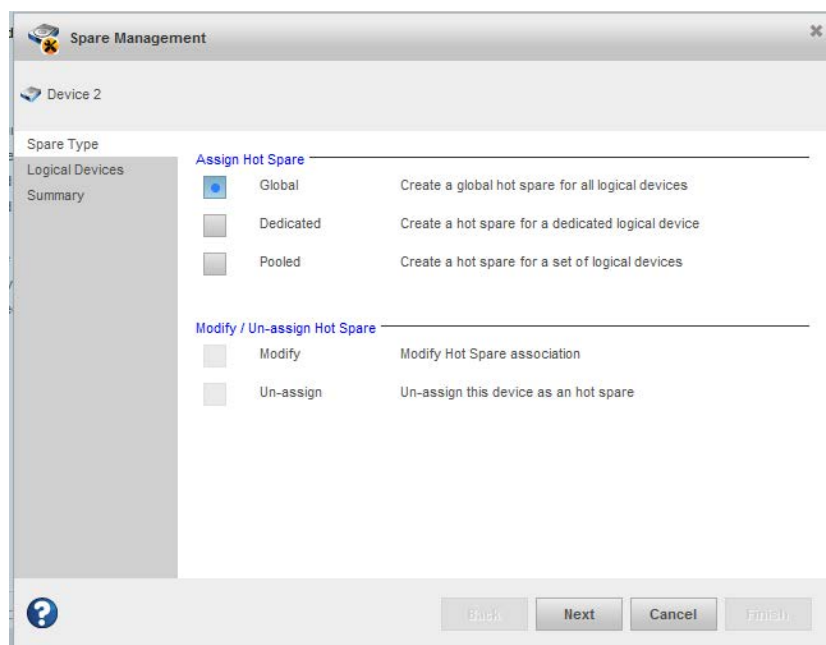 Spare Management
Device 2
Spare Type
Logical Devices
Summary
Assign Hot Spare
Global Create a global hot spare for all logical devices
Dedicated Create a hot spare for a dedicated logical device
Pooled Create a hot spare for a set of logical devices
Modify / Un-assign Hot Spare
Modify Modify Hot Spare association
Un-assign Un-assign this device as an hot spare
Back Next Cancel Finish